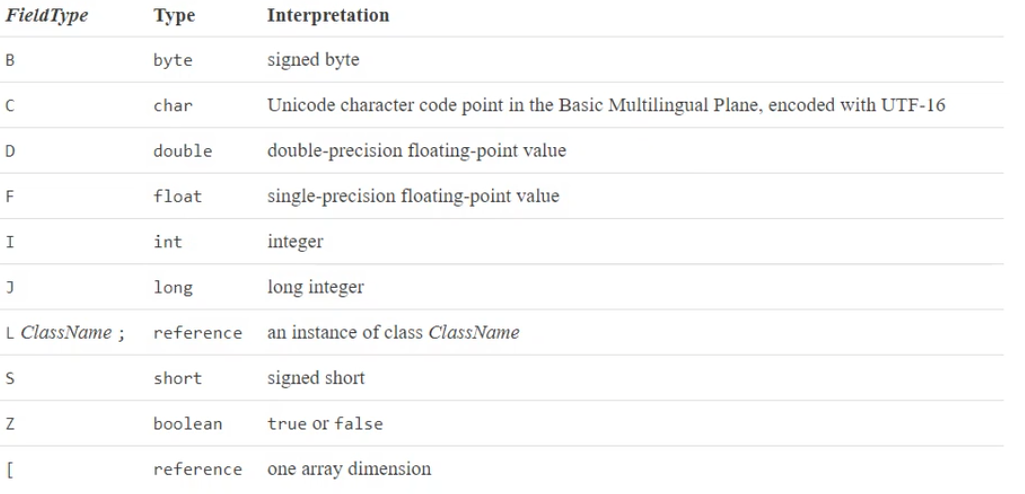 FieldType Type Interpretation
B byte signed byte
C char Unicode character code point in the Basic Multilingual Plane, encoded with UTF-16
D double double-precision floating-point value
F float single-precision floating-point value
I int integer
J long long integer
L ClassName ; reference an instance of class ClassName
S short signed short
Z boolean true or false
[ reference one array dimension